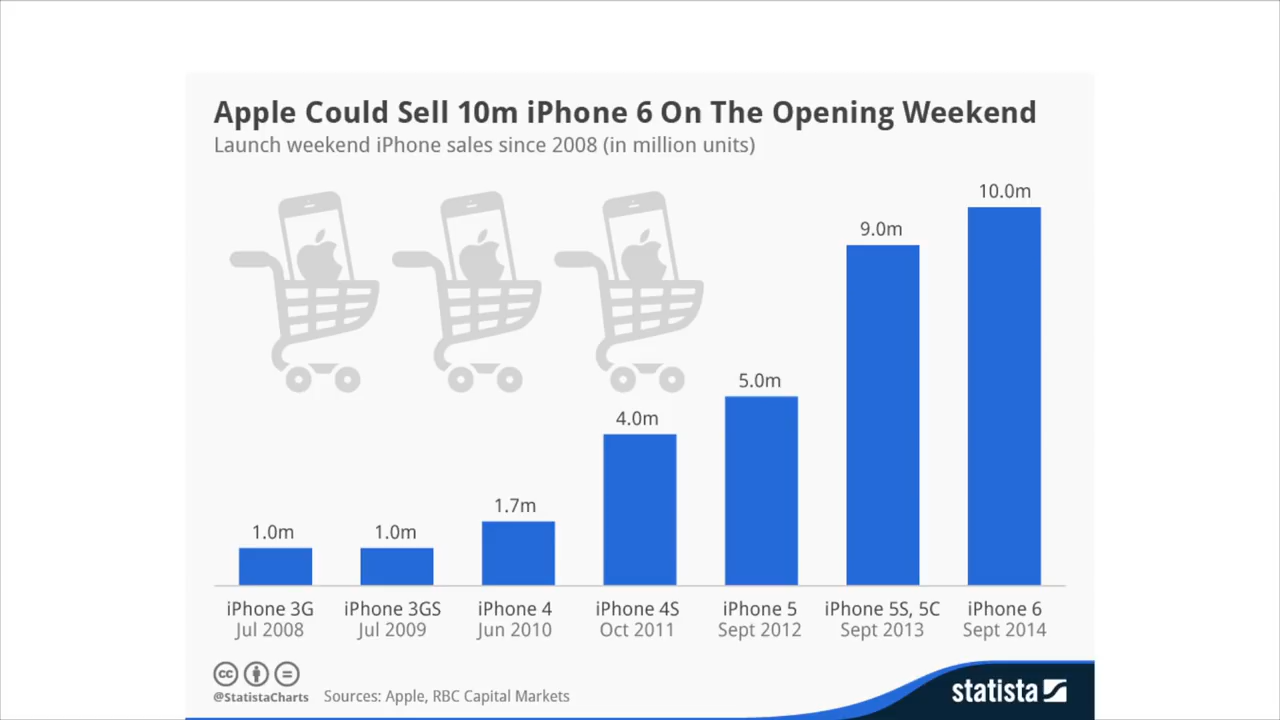 Apple Could Sell 10m iPhone 6 On The Opening Weekend
Launch weekend iPhone sales since 2008 (in million units)
1.0m
1.0m
1.7m
4.0m
5.0m
9.0m
10.0m
iPhone 3G
Jul 2008
iPhone 3GS
Jul 2009
iPhone 4
Jun 2010
iPhone 4S
Oct 2011
iPhone 5
Sept 2012
iPhone 5S, 5C
Sept 2013
iPhone 6
Sept 2014
cc
@StatistaCharts
Sources: Apple, RBC Capital Markets
statista